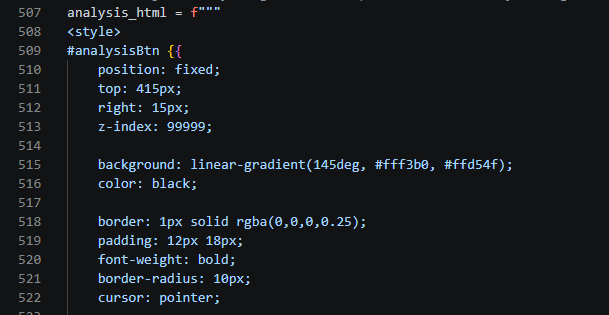 507 analysis_html = f"""
508 <style>
509 #analysisBtn {{
510 position: fixed;
511 top: 415px;
512 right: 15px;
513 z-index: 99999;
514
515 background: linear-gradient(145deg, #fff3b0, #ffd54f);
516 color: black;
517
518 border: 1px solid rgba(0,0,0,0.25);
519 padding: 12px 18px;
520 font-weight: bold;
521 border-radius: 10px;
522 cursor: pointer;